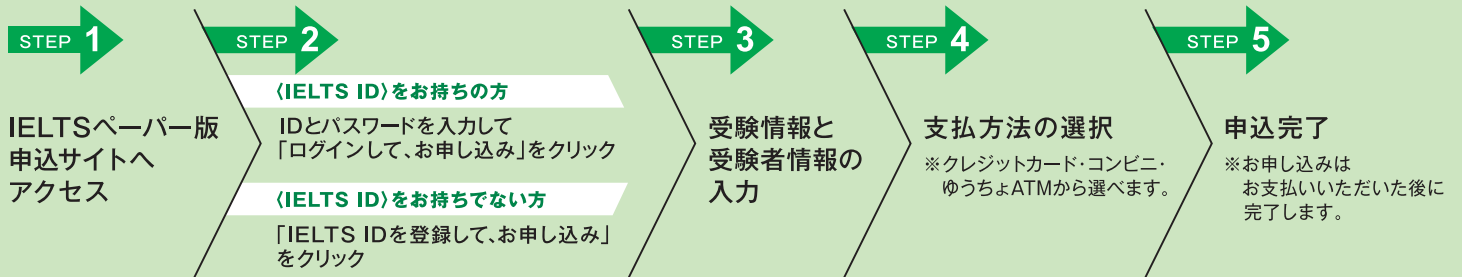 STEP 1
IELTSペーパー版
申込サイトへ
アクセス
STEP 2
〈IELTS ID〉をお持ちの方
IDとパスワードを入力して
「ログインして、お申し込み」をクリック
〈IELTS ID〉をお持ちでない方
「IELTS IDを登録して、お申し込み」
をクリック
STEP 3
受験情報と
受験者情報の
入力
STEP 4
支払方法の選択
※クレジットカード・コンビニ・
ゆうちょATMから選べます。
STEP 5
申込完了
※お申し込みは
お支払いいただいた後に
完了します。